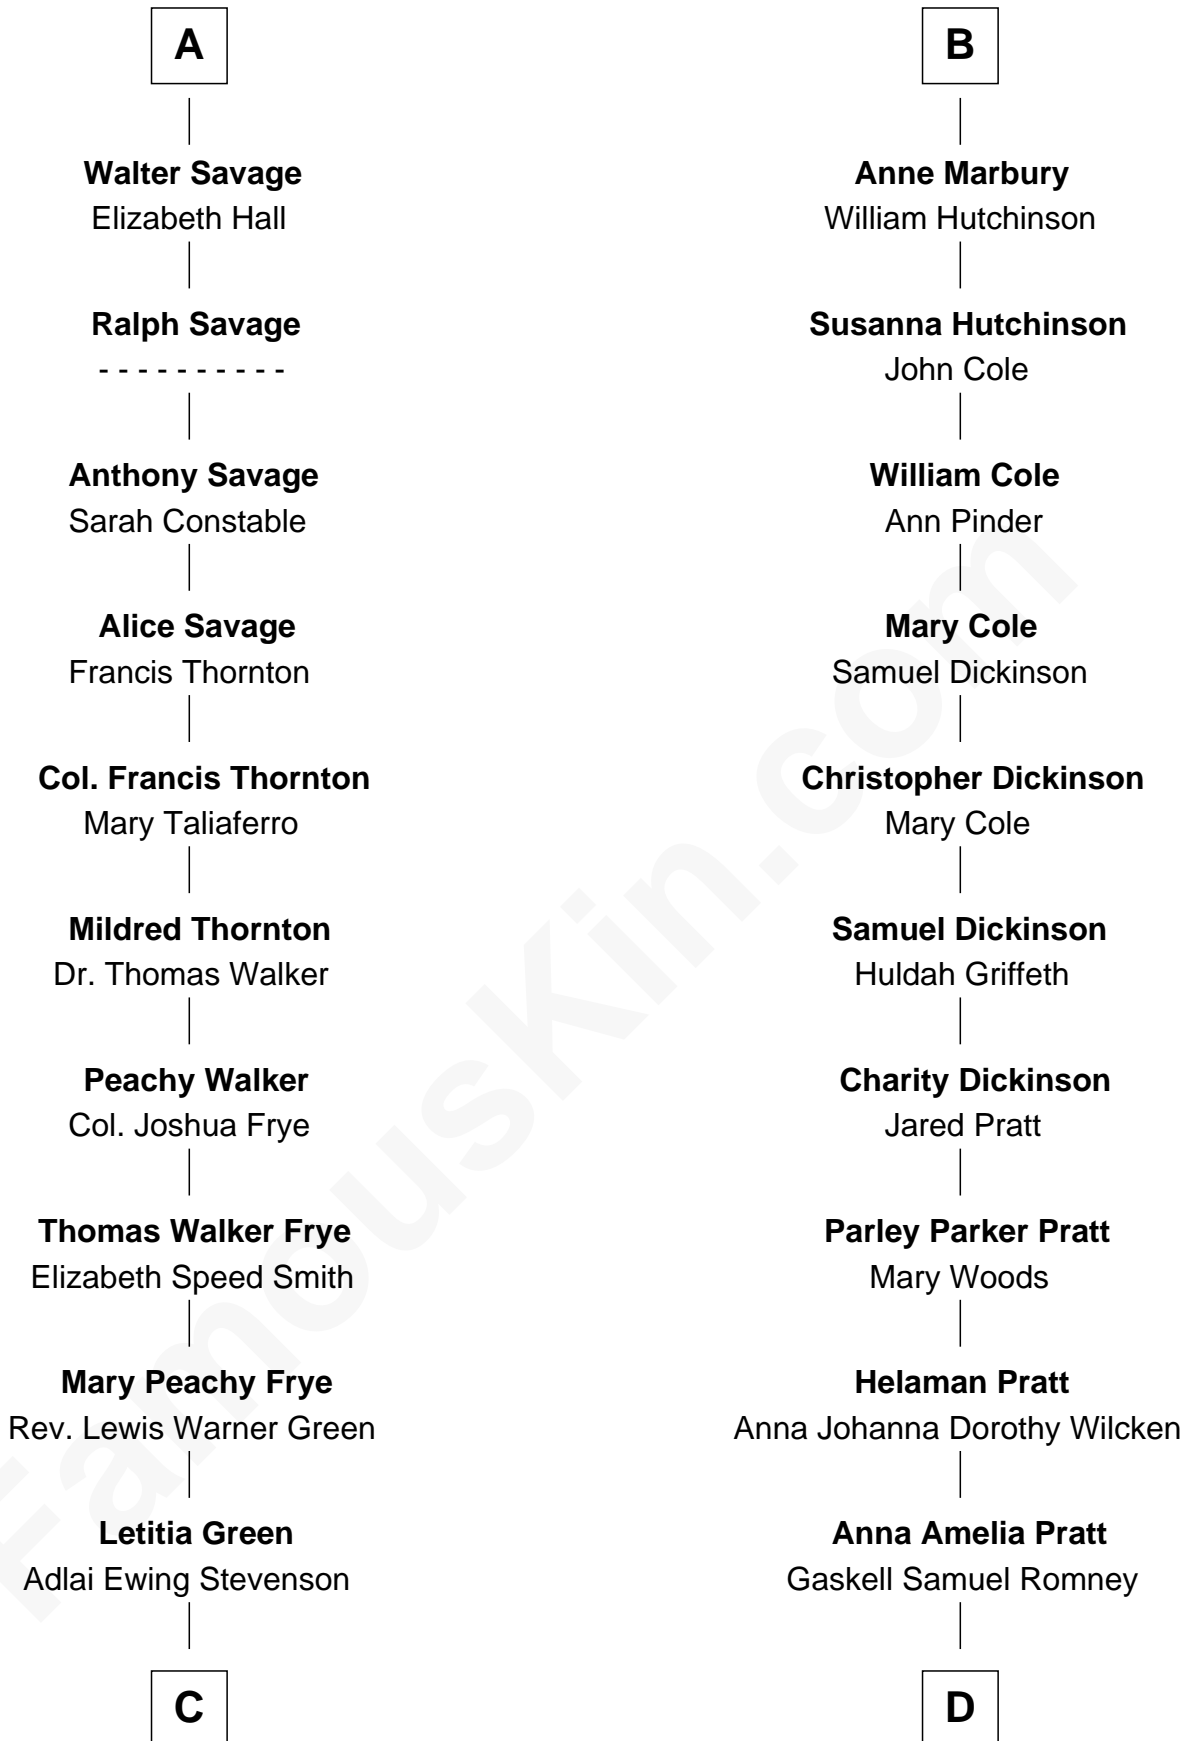 A
Walter Savage
Elizabeth Hall
Ralph Savage
- - - - - - - - - -
Anthony Savage
Sarah Constable
Alice Savage
Francis Thornton
Col. Francis Thornton
Mary Taliaferro
Mildred Thornton
Dr. Thomas Walker
Peachy Walker
Col. Joshua Frye
Thomas Walker Frye
Elizabeth Speed Smith
Mary Peachy Frye
Rev. Lewis Warner Green
Letitia Green
Adlai Ewing Stevenson
C
B
Anne Marbury
William Hutchinson
Susanna Hutchinson
John Cole
William Cole
Ann Pinder
Mary Cole
Samuel Dickinson
Christopher Dickinson
Mary Cole
Samuel Dickinson
Huldah Griffeth
Charity Dickinson
Jared Pratt
Parley Parker Pratt
Mary Woods
Helaman Pratt
Anna Johanna Dorothy Wilcken
Anna Amelia Pratt
Gaskell Samuel Romney
D
FamousKin.com